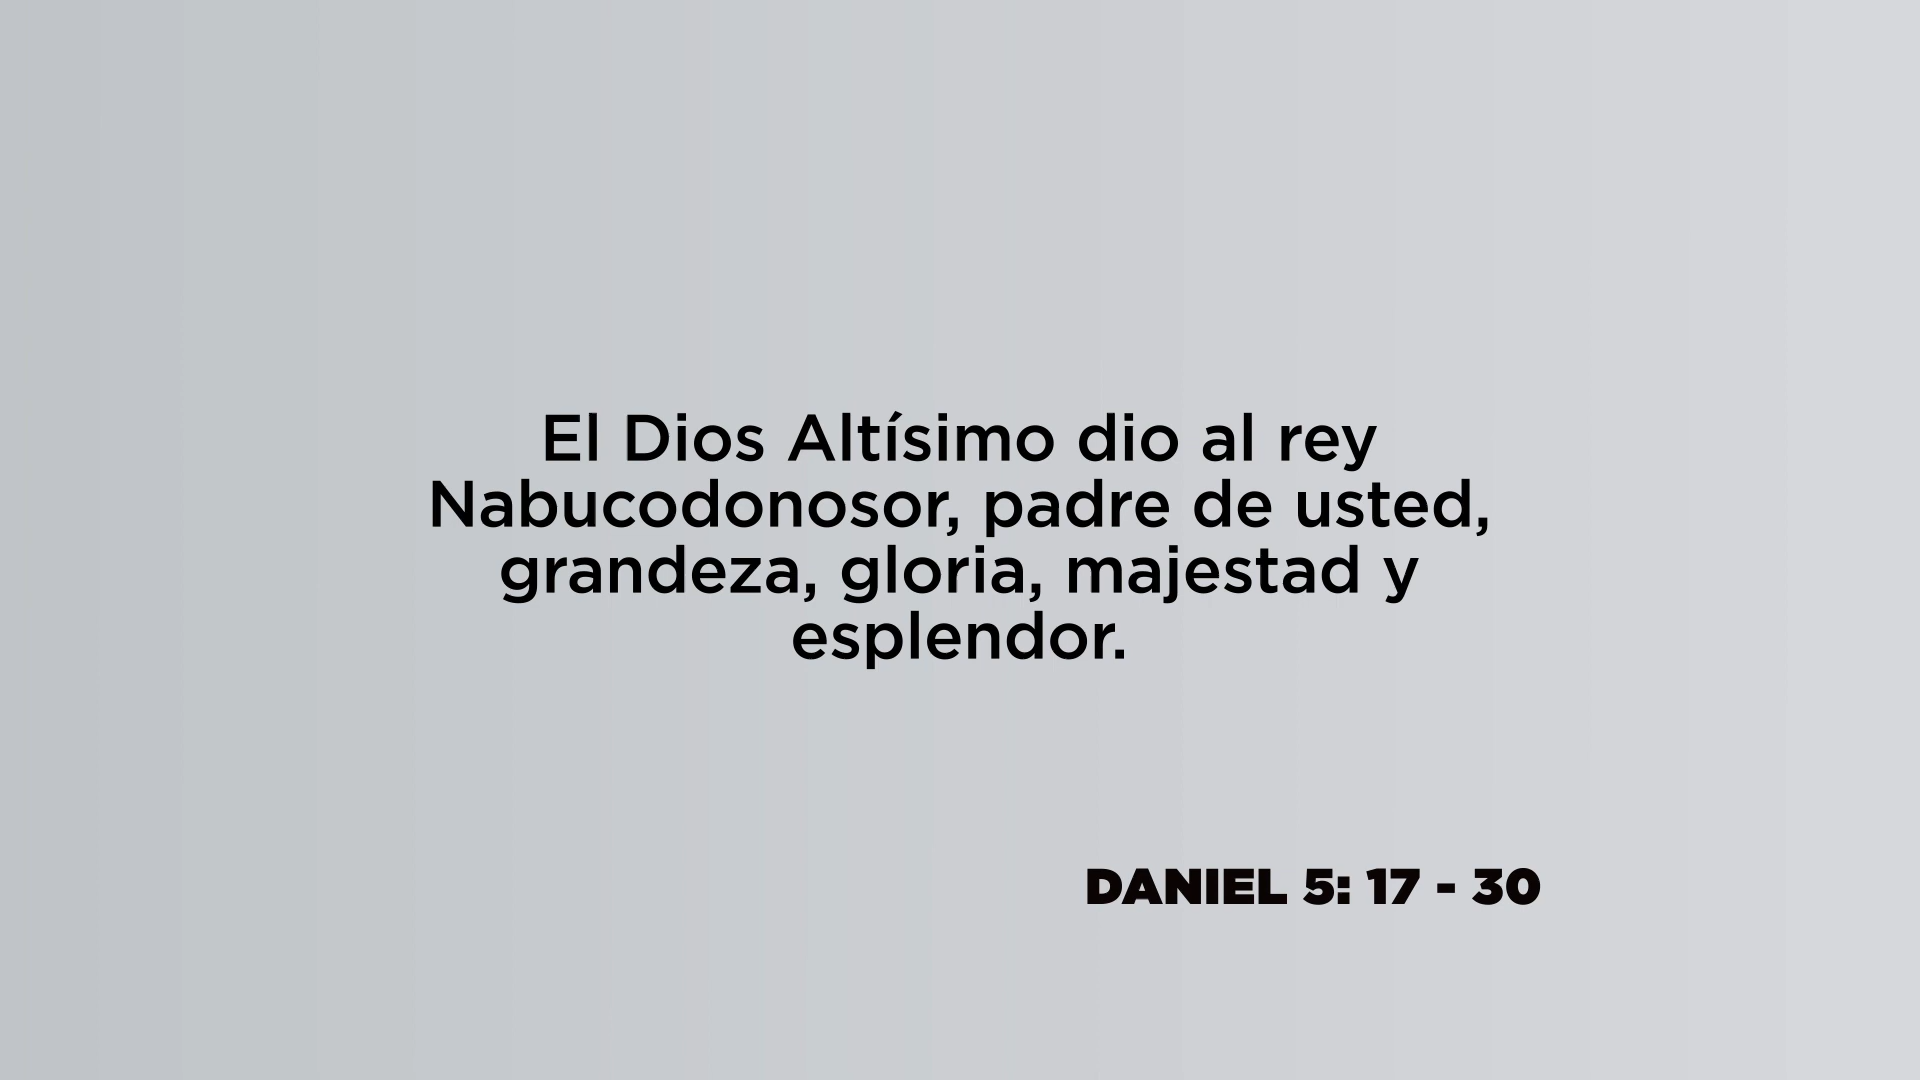 El Dios Altísimo dio al rey
Nabucodonosor, padre de usted,
grandeza, gloria, majestad y
esplendor.
DANIEL 5: 17 - 30